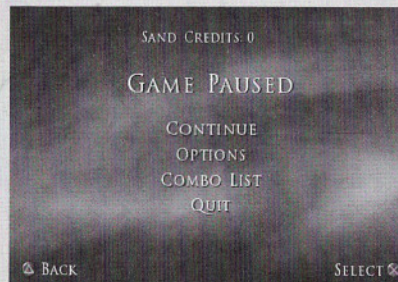 SAND CREDITS: 0
GAME PAUSED
CONTINUE
OPTIONS
COMBO LIST
QUIT
BACK
SELECT